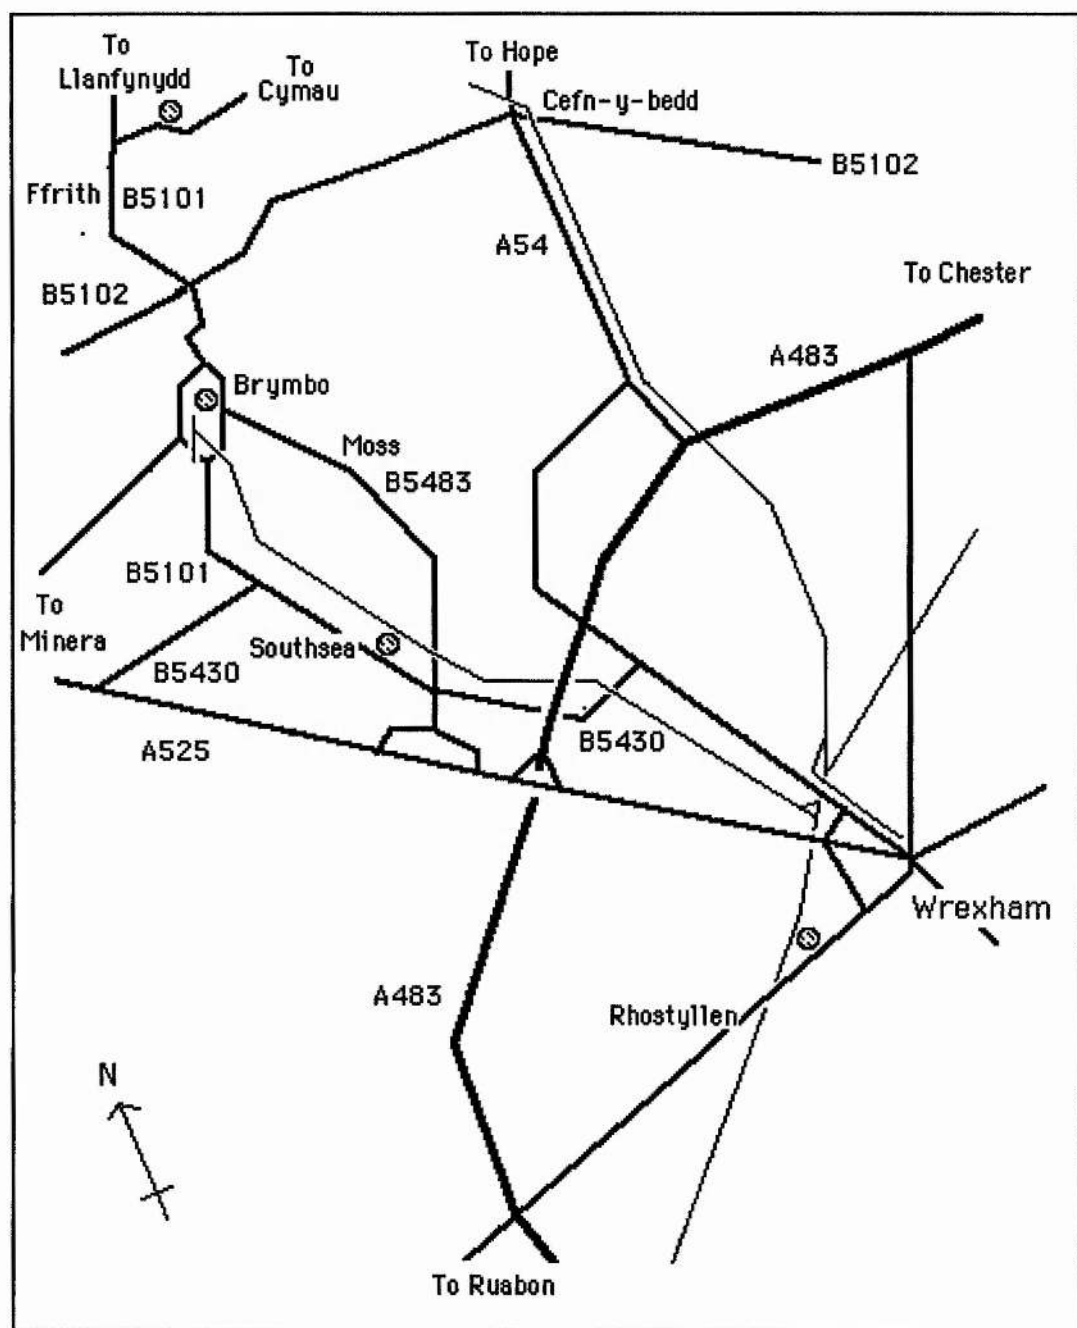 To
Llanfynydd
To
Cymau
To Hope
Cefn-y-bedd
B5102
Ffrith
B5101
A54
To Chester
B5102
A483
Brymbo
Moss
B5483
B5101
To
Minera
Southsea
B5430
B5430
A525
Wrexham
A483
Rhostyllen
N
To Ruabon